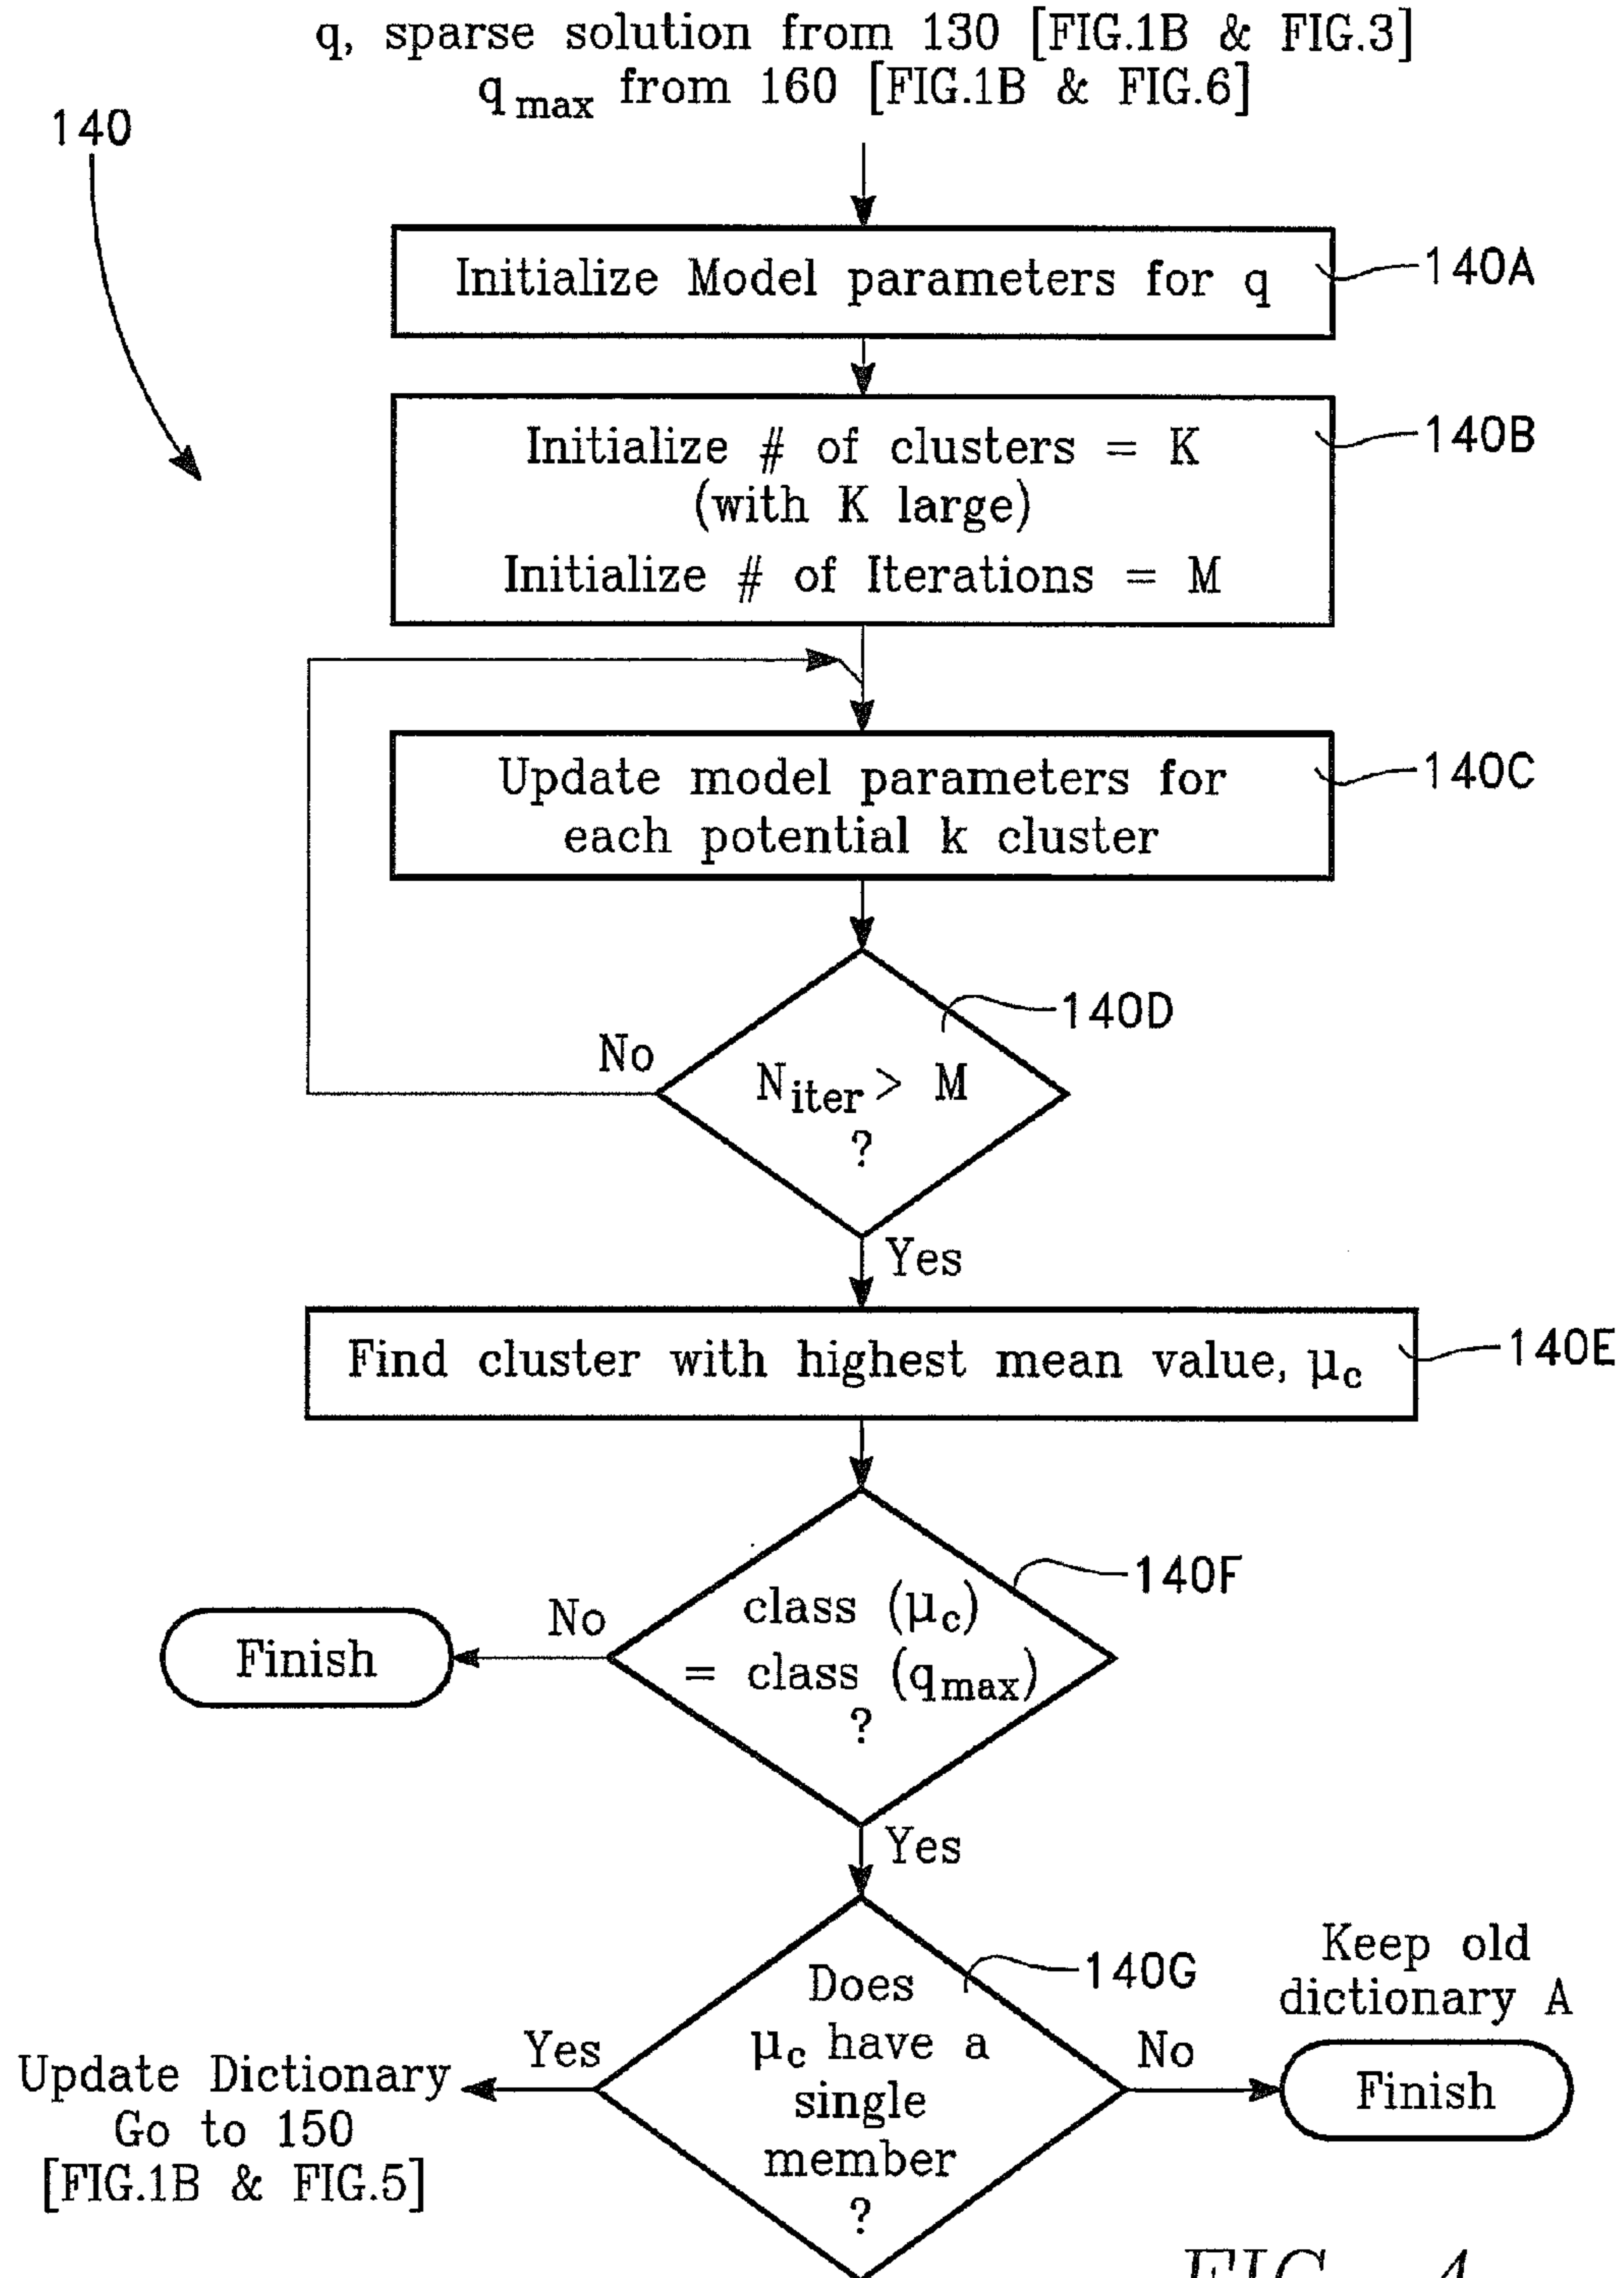 q, sparse solution from 130 [FIG.1B & FIG.3]
q max from 160 [FIG.1B & FIG.6]
140
Initialize Model parameters for q
140A
Initialize # of clusters = K
(with K large)
Initialize # of Iterations = M
140B
Update model parameters for
each potential k cluster
140C
140D
No
Niter > M
?
Yes
Find cluster with highest mean value, μc
140E
140F
No
Finish
class (μc)
= class (qmax)
?
Yes
140G
Keep old
dictionary A
Does
μc have a
single
member
?
Yes
No
Finish
Update Dictionary
Go to 150
[FIG.1B & FIG.5]
FIG. 4